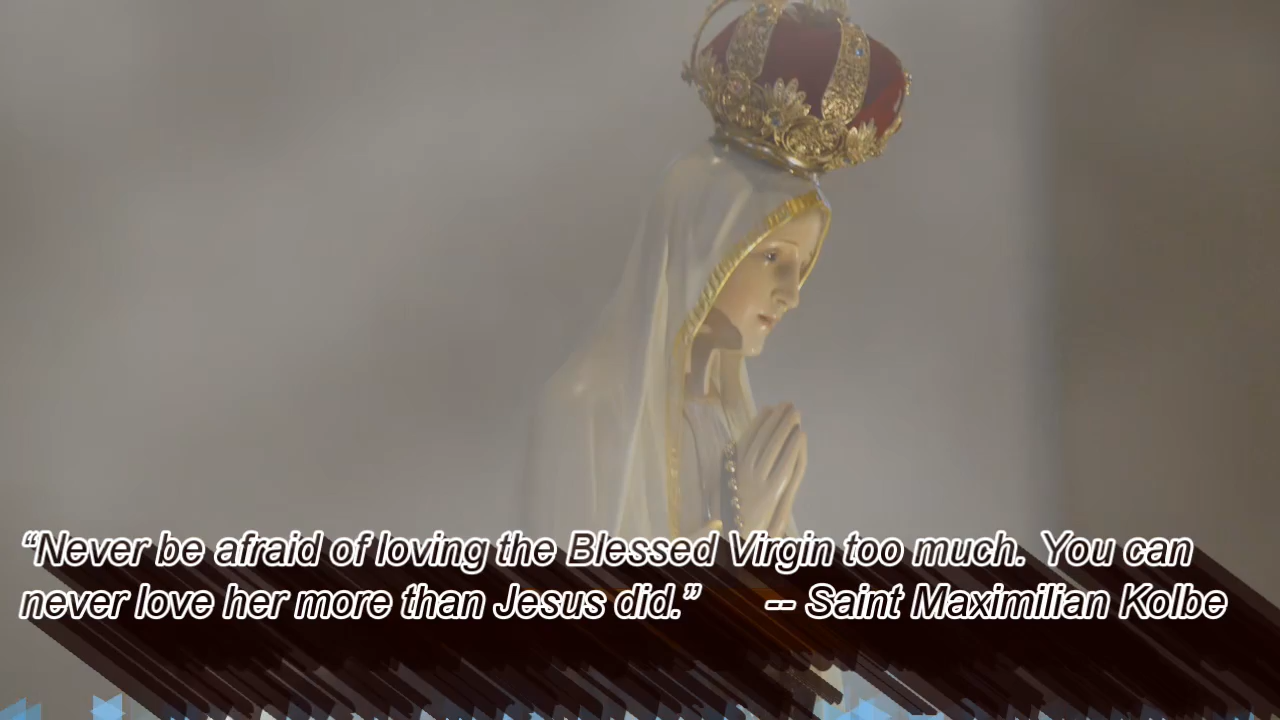 “Never be afraid of loving the Blessed Virgin too much. You can
never love her more than Jesus did.” -- Saint Maximilian Kolbe